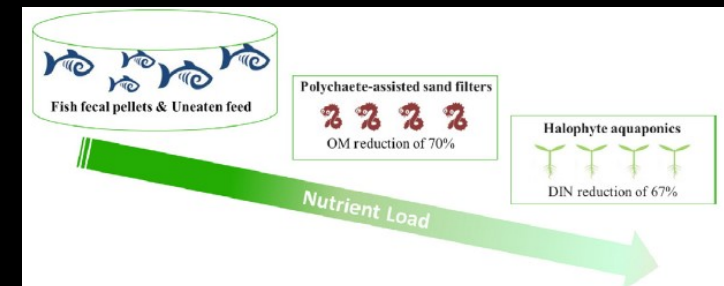 Fish fecal pellets & Uneaten feed
Polychaete-assisted sand filters
OM reduction of 70%
Halophyte aquaponics
DIN reduction of 67%
Nutrient Load